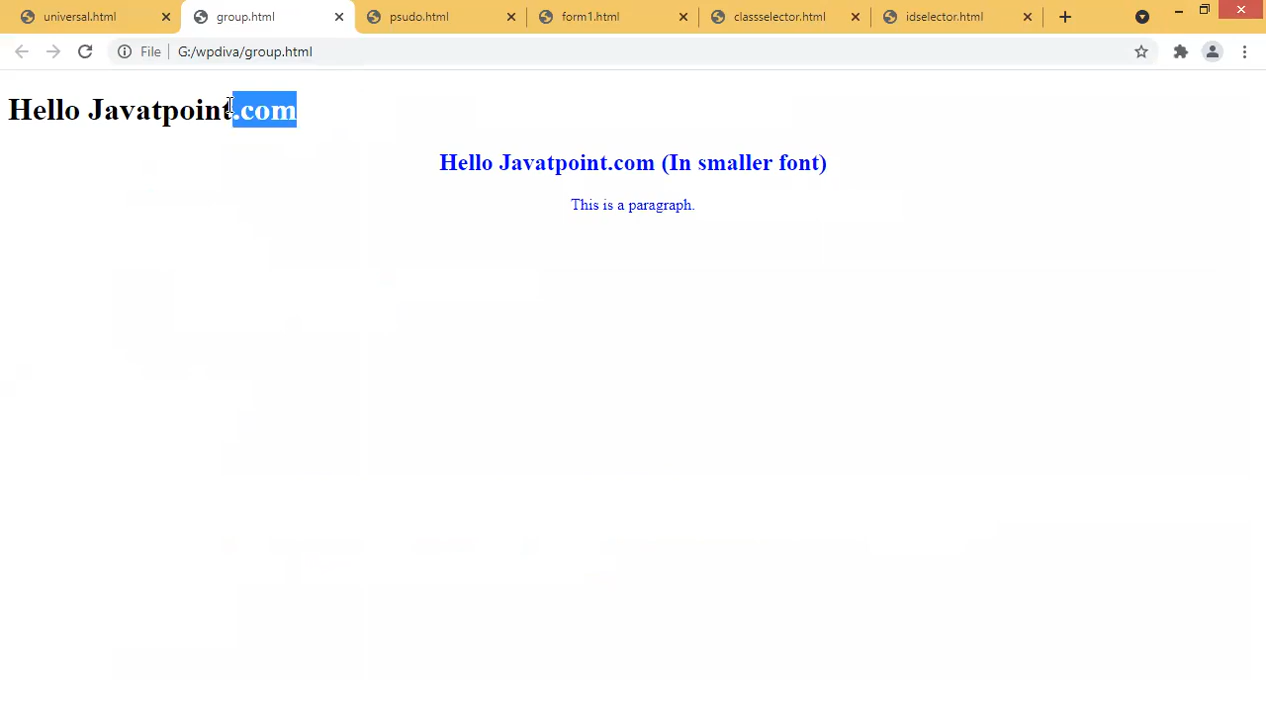 universal.html group.html psudo.html form1.html classselector.html idselector.html
File G:/wpdiva/group.html
Hello Javatpoint.com
Hello Javatpoint.com (In smaller font)
This is a paragraph.